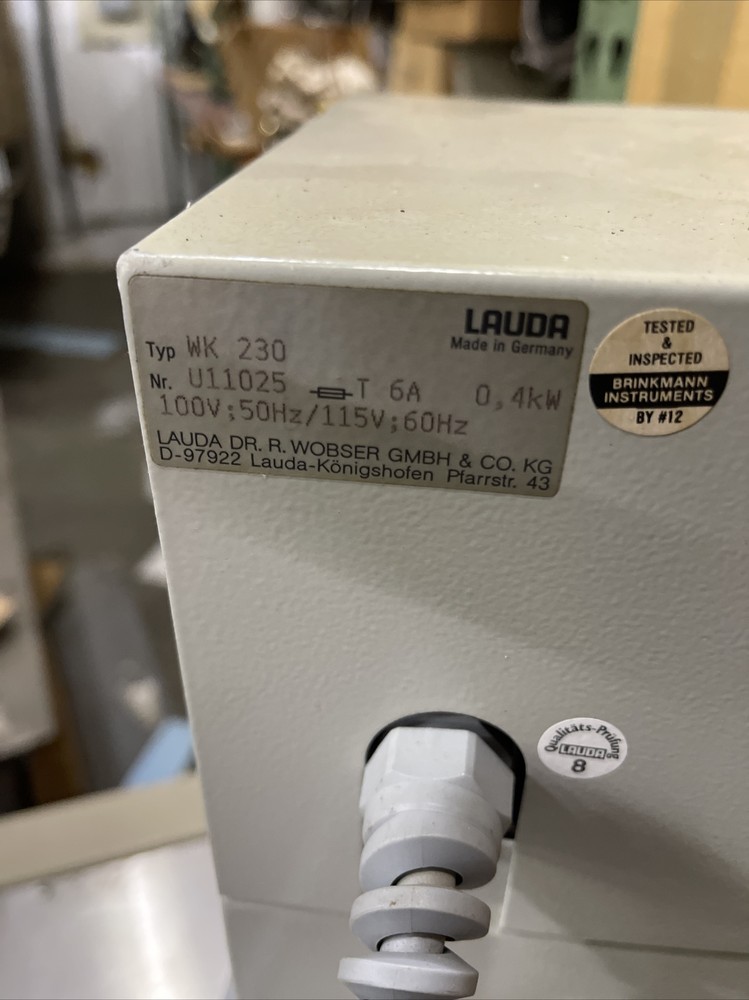 LAUDA
Made in Germany
Typ WK 230
Nr. U11025 T 6A 0,4kW
100V;50Hz/115V;60Hz
LAUDA DR. R. WOBSER GMBH & CO. KG
D-97922 Lauda-Königshofen Pfarrstr. 43
TESTED
&
INSPECTED
BRINKMANN
INSTRUMENTS
BY #12
Qualitäts-Prüfung
LAUDA
8